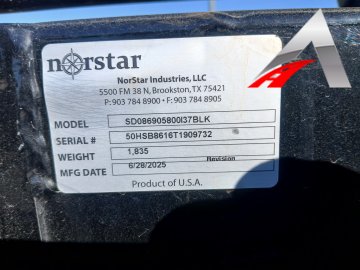 norstar
NorStar Industries, LLC
5500 FM 38 N, Brookston, TX 75421
P: 903 784 8900 • F: 903 784 8905
MODEL SD086905800I37BLK
SERIAL # 50HSB8616T1909732
WEIGHT 1,835
Revision
MFG DATE 6/28/2025
Product of U.S.A.